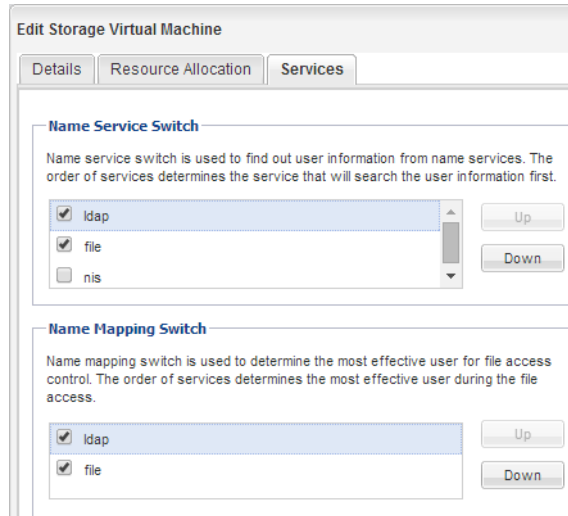 Edit Storage Virtual Machine
Details Resource Allocation Services
Name Service Switch
Name service switch is used to find out user information from name services. The
order of services determines the service that will search the user information first.
ldap
Up
file
Down
nis
Name Mapping Switch
Name mapping switch is used to determine the most effective user for file access
control. The order of services determines the most effective user during the file
access.
ldap
Up
file
Down